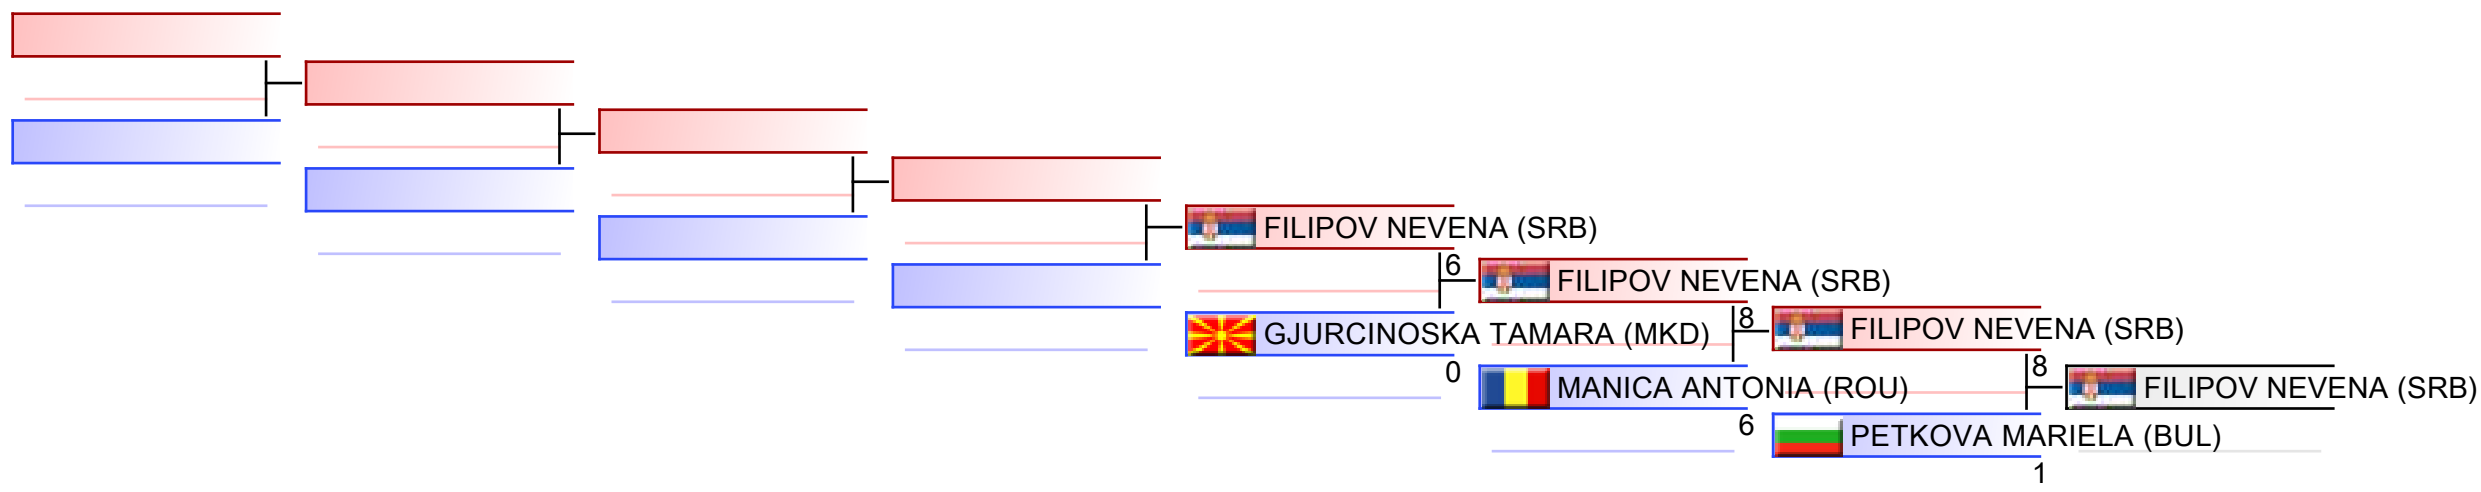 FILIPOV NEVENA (SRB)
6
FILIPOV NEVENA (SRB)
GJURCINOSKA TAMARA (MKD)
8
FILIPOV NEVENA (SRB)
0
MANICA ANTONIA (ROU)
8
FILIPOV NEVENA (SRB)
6
PETKOVA MARIELA (BUL)
1